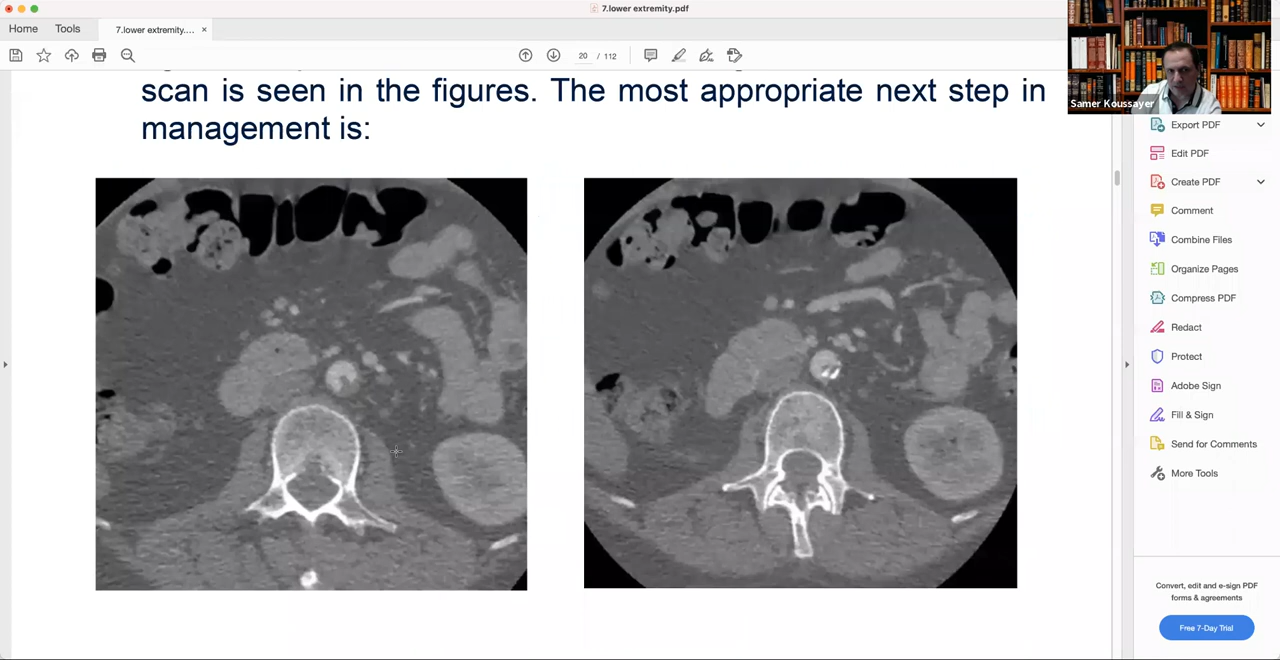 7.lower extremity.pdf
Home
Tools
7.lower extremity....
20 / 112
scan is seen in the figures. The most appropriate next step in
management is:
Samer Koussayer
Export PDF
Edit PDF
Create PDF
Comment
Combine Files
Organize Pages
Compress PDF
Redact
Protect
Adobe Sign
Fill & Sign
Send for Comments
More Tools
Convert, edit and e-sign PDF
forms & agreements
Free 7-Day Trial